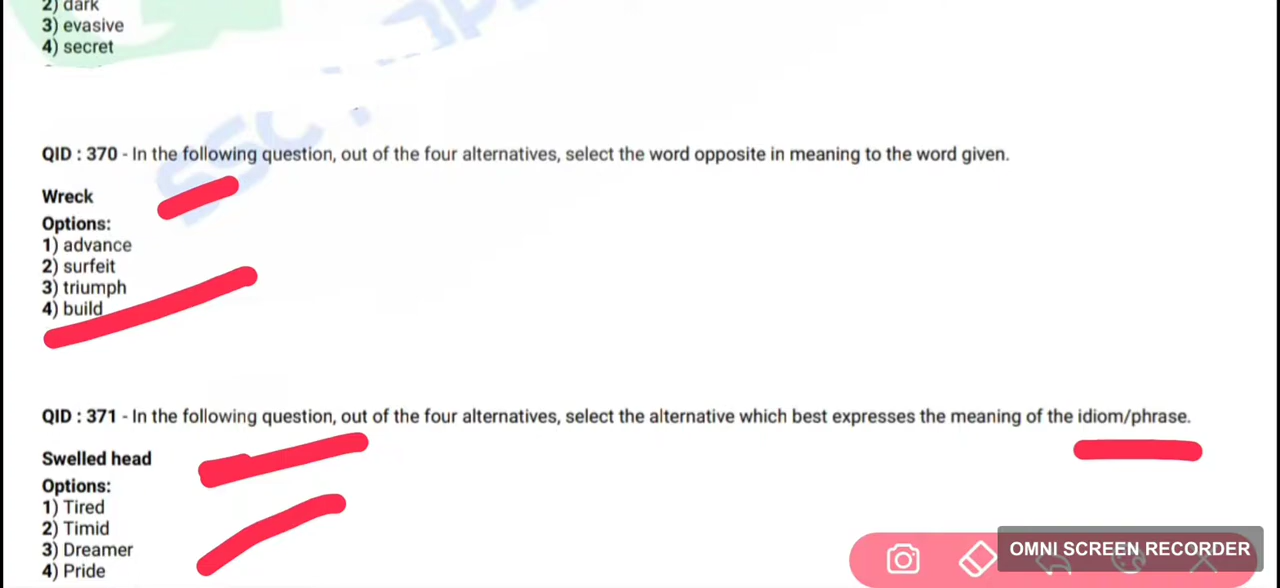 2) dark
3) evasive
4) secret
SSC
QID : 370 - In the following question, out of the four alternatives, select the word opposite in meaning to the word given.
Wreck
Options:
1) advance
2) surfeit
3) triumph
4) build
QID : 371 - In the following question, out of the four alternatives, select the alternative which best expresses the meaning of the idiom/phrase.
Swelled head
Options:
1) Tired
2) Timid
3) Dreamer
4) Pride
OMNI SCREEN RECORDER